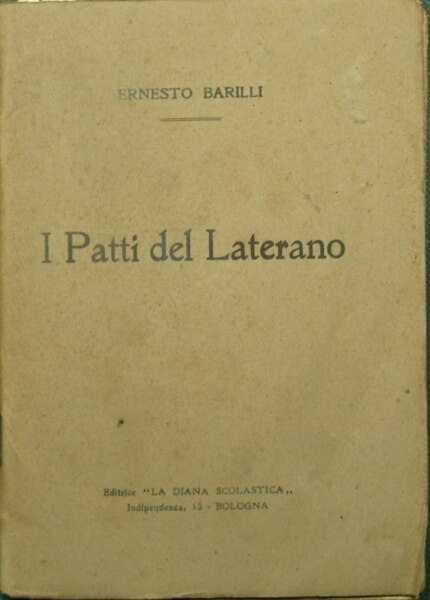 ERNESTO BARILLI
I Patti del Laterano
Editrice "LA DIANA SCOLASTICA„
Indipendenza, 13 - BOLOGNA